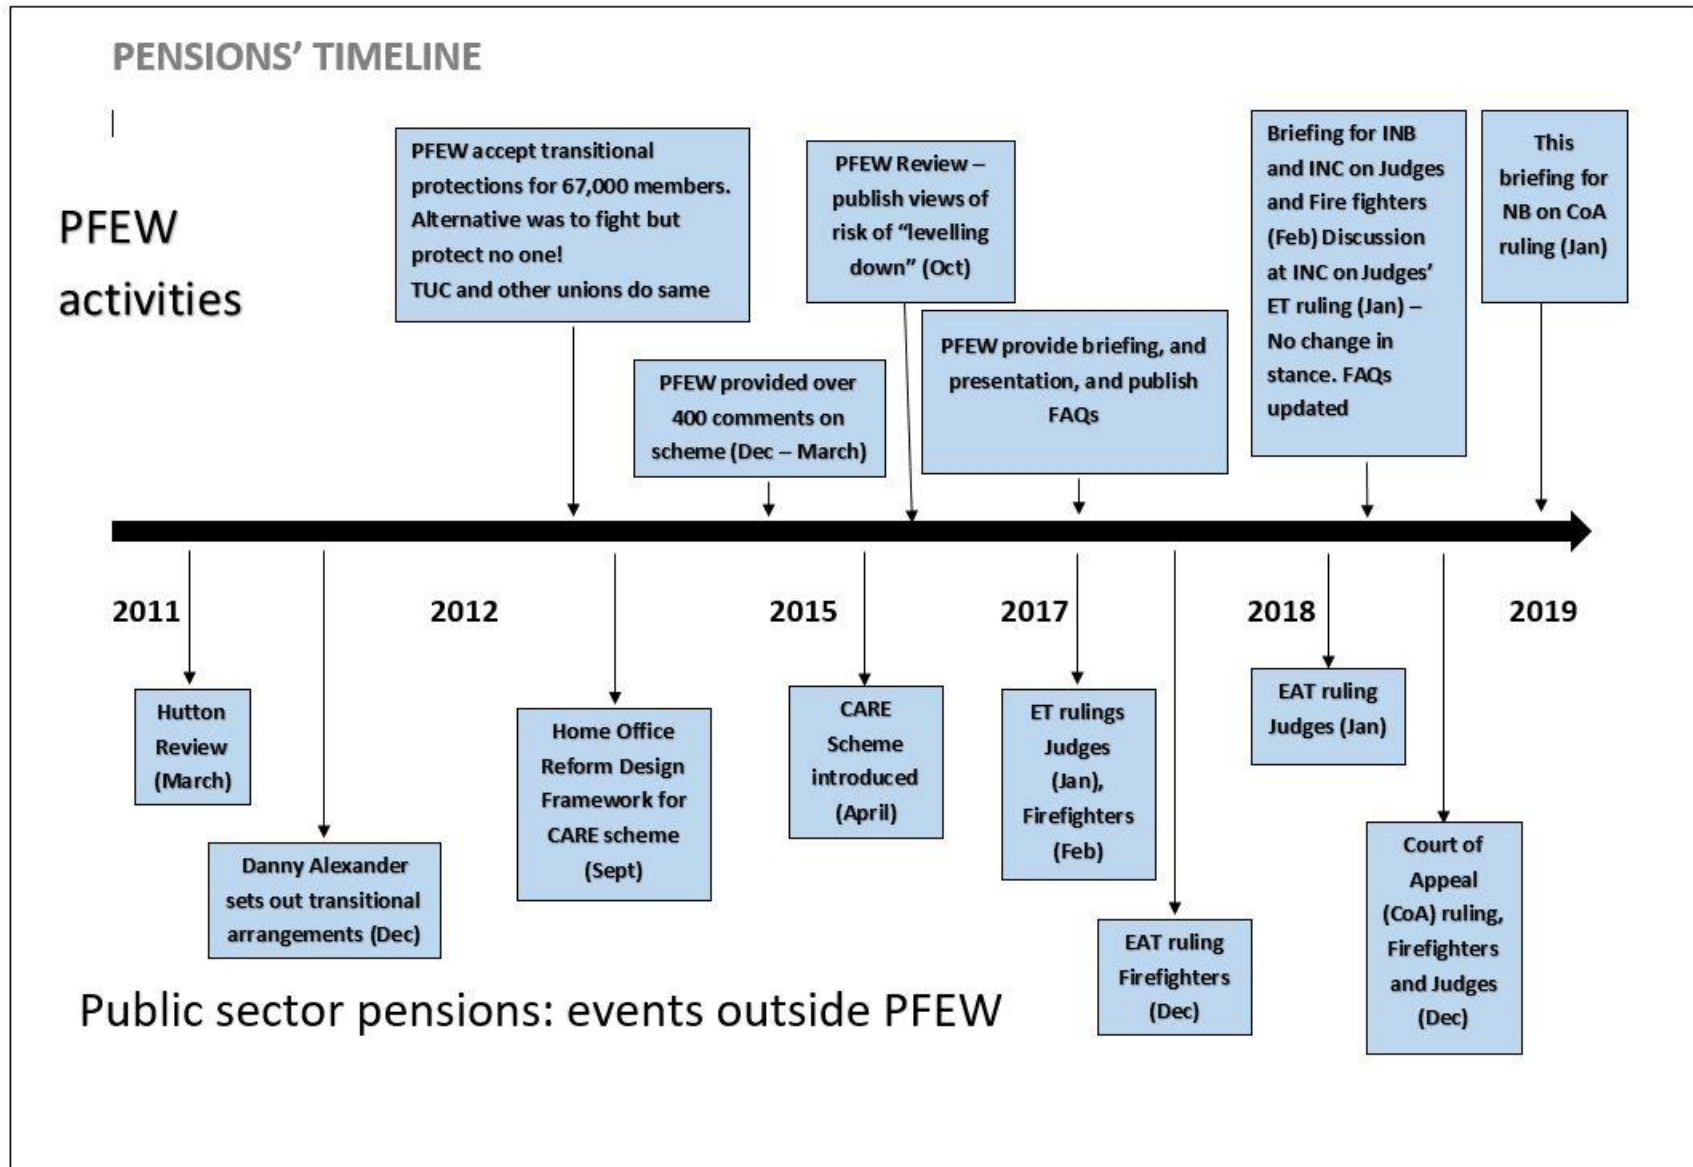 PENSIONS’ TIMELINE
PFEW
activities
PFEW accept transitional
protections for 67,000 members.
Alternative was to fight but
protect no one!
TUC and other unions do same
PFEW provided over
400 comments on
scheme (Dec – March)
PFEW Review –
publish views of
risk of “levelling
down” (Oct)
PFEW provide briefing, and
presentation, and publish
FAQs
Briefing for INB
and INC on Judges
and Fire fighters
(Feb) Discussion
at INC on Judges’
ET ruling (Jan) –
No change in
stance. FAQs
updated
This
briefing for
NB on CoA
ruling (Jan)
2011
2012
2015
2017
2018
2019
Hutton
Review
(March)
Danny Alexander
sets out transitional
arrangements (Dec)
Home Office
Reform Design
Framework for
CARE scheme
(Sept)
CARE
Scheme
introduced
(April)
ET rulings
Judges
(Jan),
Firefighters
(Feb)
EAT ruling
Firefighters
(Dec)
EAT ruling
Judges (Jan)
Court of
Appeal
(CoA) ruling,
Firefighters
and Judges
(Dec)
Public sector pensions: events outside PFEW